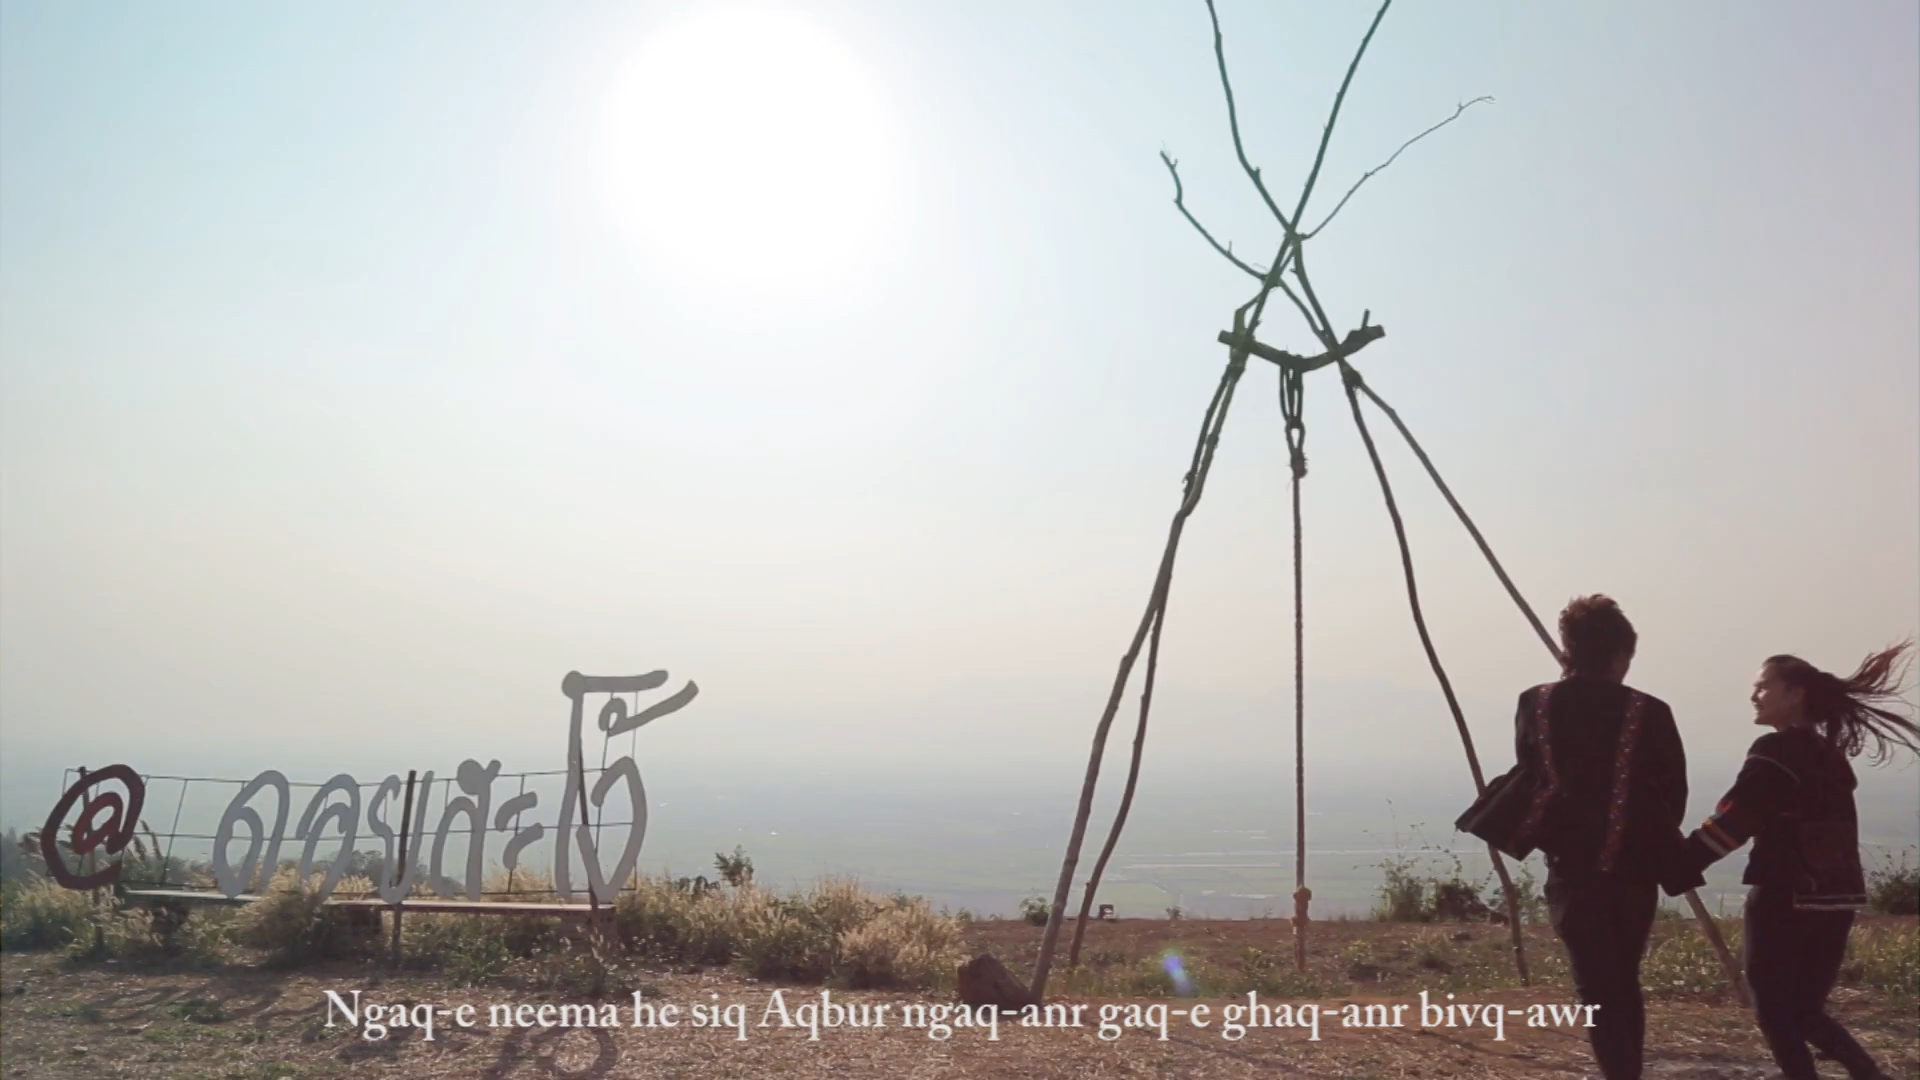 @ ดอยสะโง้
Ngaq-e neema he siq Aqbur ngaq-anr gaq-e ghaq-anr bivq-awr